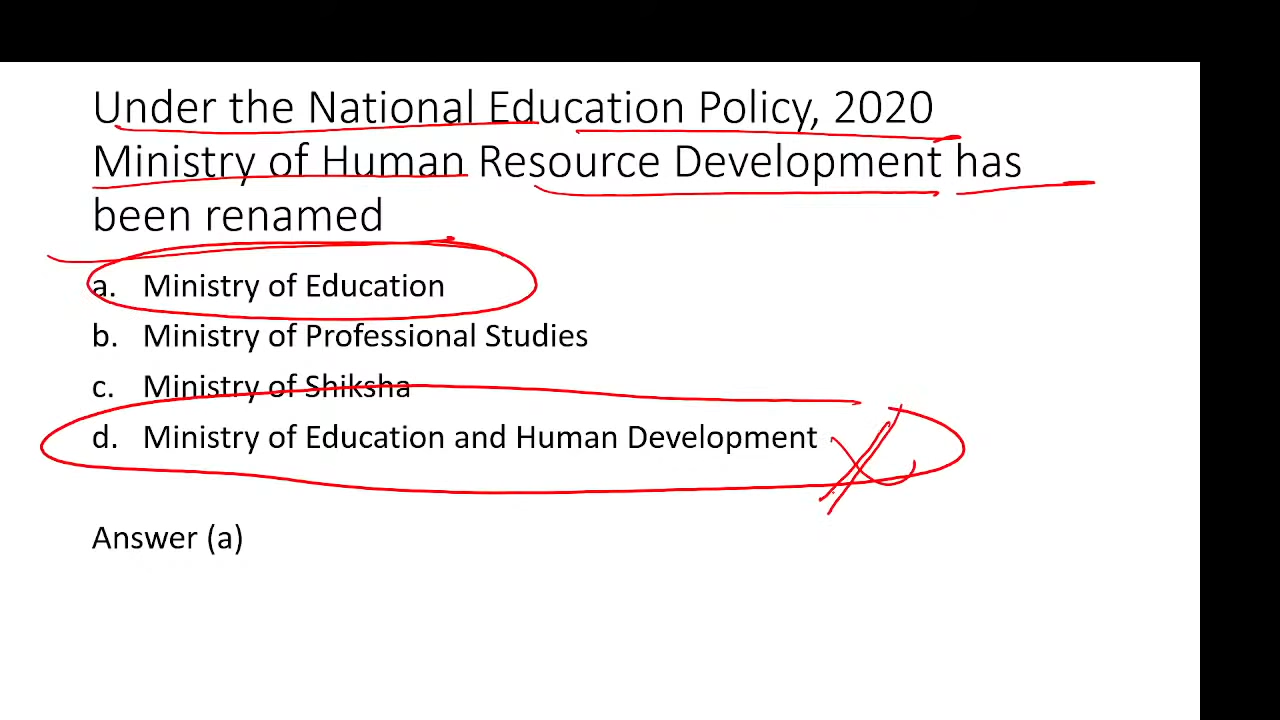 Under the National Education Policy, 2020
Ministry of Human Resource Development has
been renamed
a. Ministry of Education
b. Ministry of Professional Studies
c. Ministry of Shiksha
d. Ministry of Education and Human Development
Answer (a)